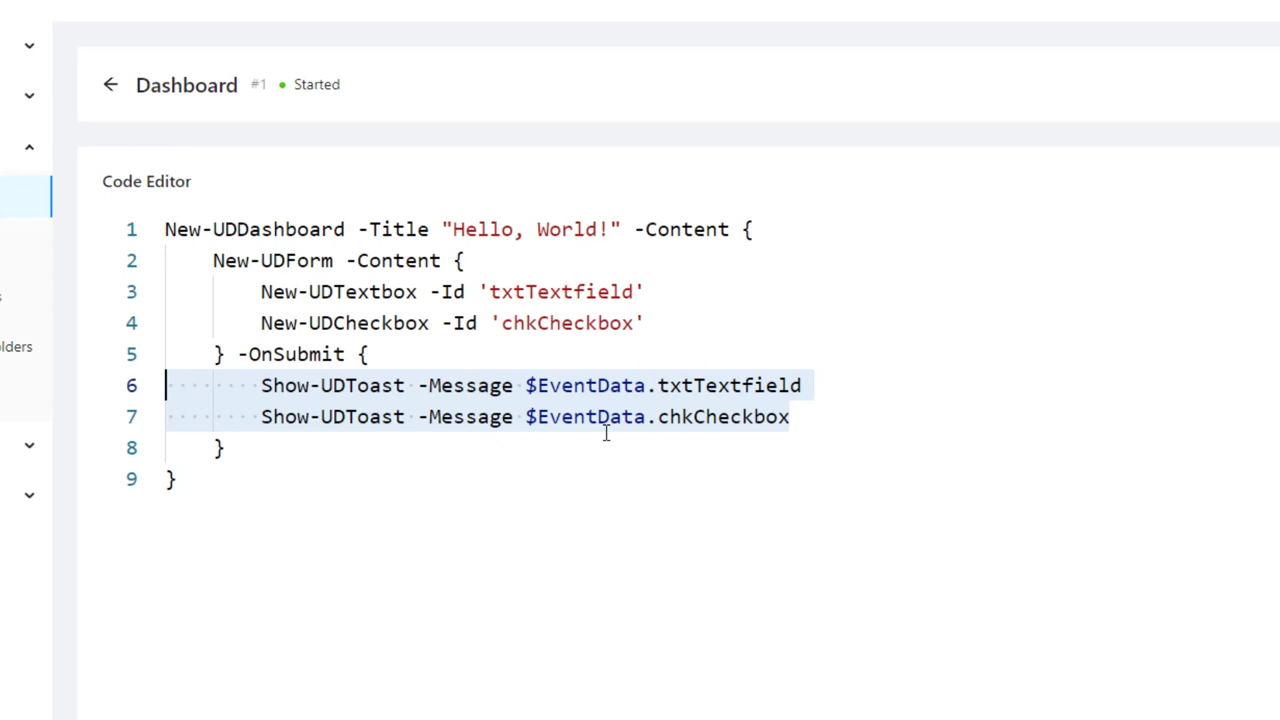 Dashboard #1 Started
Code Editor
1 New-UDDashboard -Title "Hello, World!" -Content {
2 New-UDForm -Content {
3 New-UDTextbox -Id 'txtTextfield'
4 New-UDCheckbox -Id 'chkCheckbox'
5 } -OnSubmit {
6 Show-UDToast -Message $EventData.txtTextfield
7 Show-UDToast -Message $EventData.chkCheckbox
8 }
9 }
s
olders